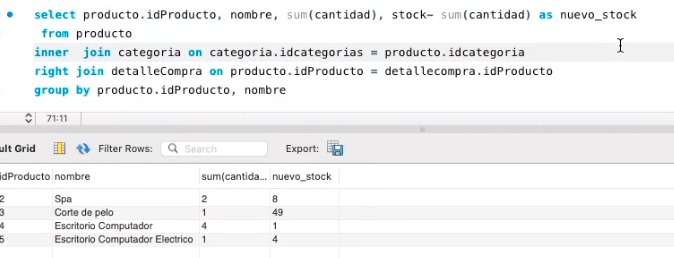 select producto.idProducto, nombre, sum(cantidad), stock- sum(cantidad) as nuevo_stock
from producto
inner join categoria on categoria.idcategorias = producto.idcategoria
right join detalleCompra on producto.idProducto = detallecompra.idProducto
group by producto.idProducto, nombre
71:11
ult Grid Filter Rows: Search Export:
idProducto nombre sum(cantida... nuevo_stock
2 Spa 2 8
3 Corte de pelo 1 49
4 Escritorio Computador 4 1
5 Escritorio Computador Electrico 1 4